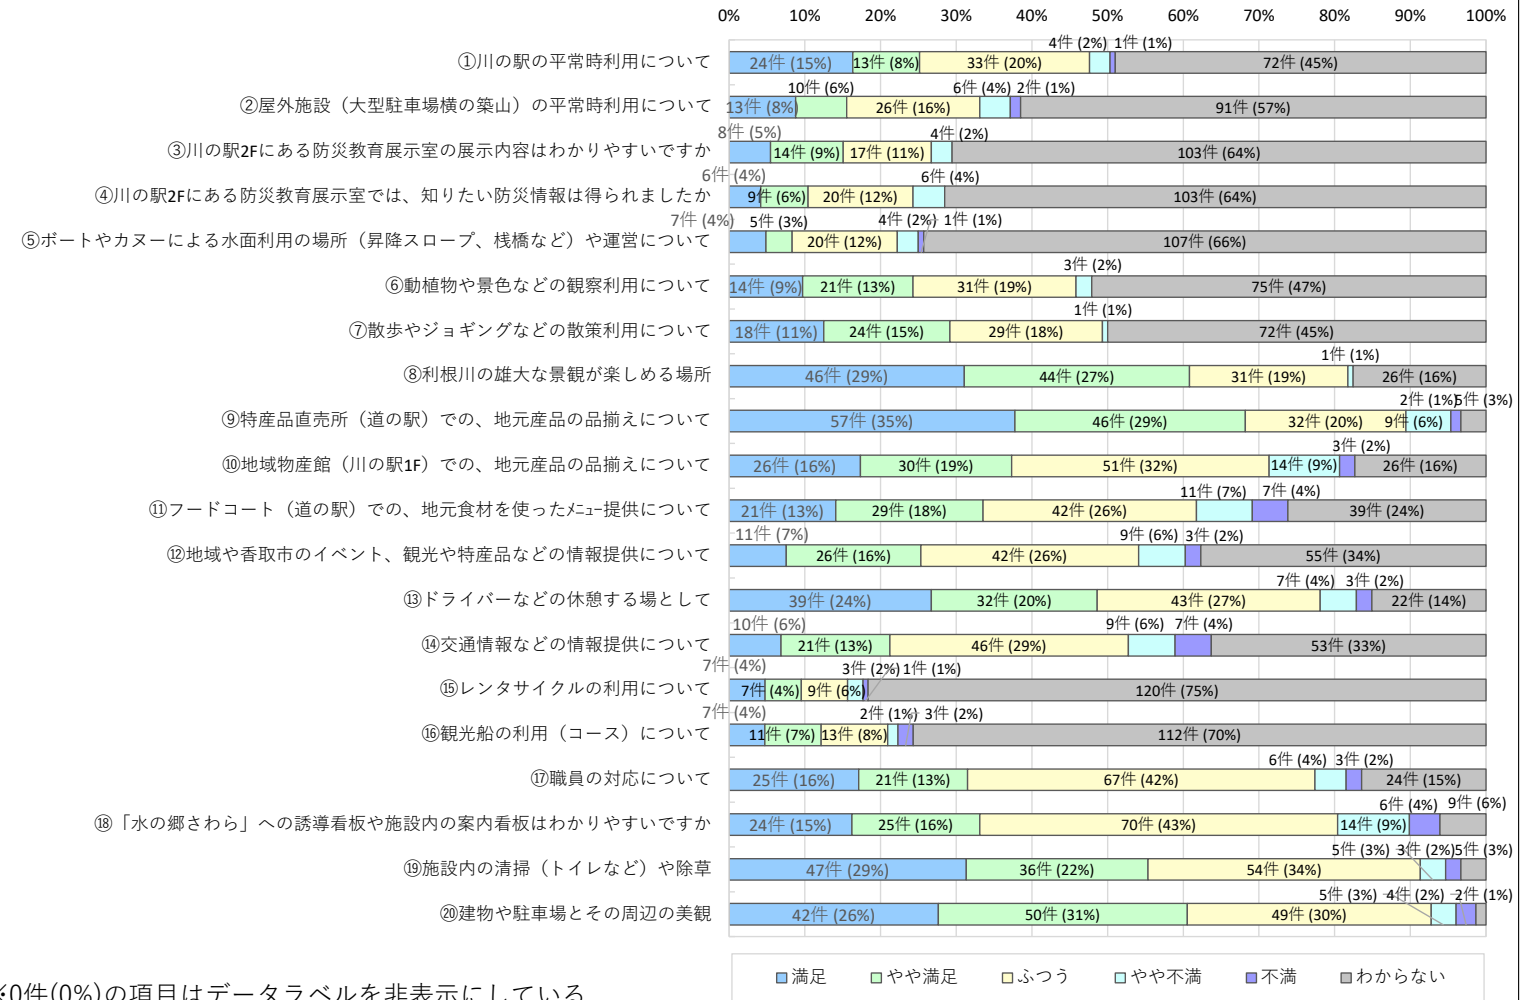 0% 10% 20% 30% 40% 50% 60% 70% 80% 90% 100%
4件 (2%) 1件 (1%)
①川の駅の平常時利用について 24件 (15%) 13件 (8%) 33件 (20%) 72件 (45%)
10件 (6%) 6件 (4%) 2件 (1%)
②屋外施設（大型駐車場横の築山）の平常時利用について 13件 (8%) 26件 (16%) 91件 (57%)
8件 (5%) 4件 (2%)
③川の駅2Fにある防災教育展示室の展示内容はわかりやすいですか 14件 (9%) 17件 (11%) 103件 (64%)
6件 (4%) 6件 (4%)
④川の駅2Fにある防災教育展示室では、知りたい防災情報は得られましたか 9件 (6%) 20件 (12%) 103件 (64%)
7件 (4%) 5件 (3%) 4件 (2%) 1件 (1%)
⑤ボートやカヌーによる水面利用の場所（昇降スロープ、桟橋など）や運営について 20件 (12%) 107件 (66%)
3件 (2%)
⑥動植物や景色などの観察利用について 14件 (9%) 21件 (13%) 31件 (19%) 75件 (47%)
1件 (1%)
⑦散歩やジョギングなどの散策利用について 18件 (11%) 24件 (15%) 29件 (18%) 72件 (45%)
1件 (1%)
⑧利根川の雄大な景観が楽しめる場所 46件 (29%) 44件 (27%) 31件 (19%) 26件 (16%)
2件 (1%) 5件 (3%)
⑨特産品直売所（道の駅）での、地元産品の品揃えについて 57件 (35%) 46件 (29%) 32件 (20%) 9件 (6%)
3件 (2%)
⑩地域物産館（川の駅1F）での、地元産品の品揃えについて 26件 (16%) 30件 (19%) 51件 (32%) 14件 (9%) 26件 (16%)
11件 (7%) 7件 (4%)
⑪フードコート（道の駅）での、地元食材を使ったﾒﾆｭｰ提供について 21件 (13%) 29件 (18%) 42件 (26%) 39件 (24%)
11件 (7%) 9件 (6%) 3件 (2%)
⑫地域や香取市のイベント、観光や特産品などの情報提供について 26件 (16%) 42件 (26%) 55件 (34%)
7件 (4%) 3件 (2%)
⑬ドライバーなどの休憩する場として 39件 (24%) 32件 (20%) 43件 (27%) 22件 (14%)
10件 (6%) 9件 (6%) 7件 (4%)
⑭交通情報などの情報提供について 21件 (13%) 46件 (29%) 53件 (33%)
7件 (4%) 3件 (2%) 1件 (1%)
⑮レンタサイクルの利用について 7件 (4%) 9件 (6%) 120件 (75%)
7件 (4%) 2件 (1%) 3件 (2%)
⑯観光船の利用（コース）について 11件 (7%) 13件 (8%) 112件 (70%)
6件 (4%) 3件 (2%)
⑰職員の対応について 25件 (16%) 21件 (13%) 67件 (42%) 24件 (15%)
6件 (4%) 9件 (6%)
⑱「水の郷さわら」への誘導看板や施設内の案内看板はわかりやすいですか 24件 (15%) 25件 (16%) 70件 (43%) 14件 (9%)
5件 (3%) 3件 (2%) 5件 (3%)
⑲施設内の清掃（トイレなど）や除草 47件 (29%) 36件 (22%) 54件 (34%)
5件 (3%) 4件 (2%) 2件 (1%)
⑳建物や駐車場とその周辺の美観 42件 (26%) 50件 (31%) 49件 (30%)
満足 やや満足 ふつう やや不満 不満 わからない
※0件(0%)の項目はデータラベルを非表示にしている